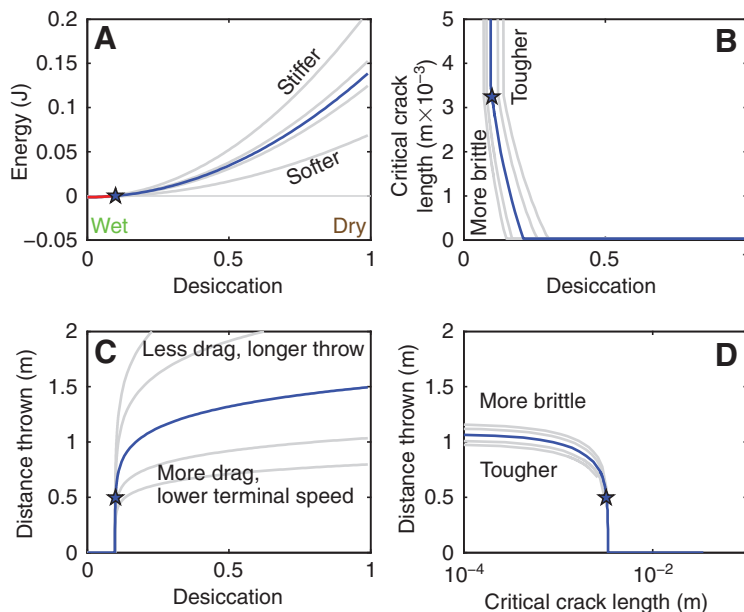 A
Energy (J)
0.2
0.15
0.1
0.05
0
−0.05
Stiffer
Softer
Wet
Dry
0
0.5
1
Desiccation
B
Critical crack
length (m×10⁻³)
5
4
3
2
1
0
More brittle
Tougher
0.5
1
Desiccation
C
Distance thrown (m)
2
1.5
1
0.5
0
Less drag, longer throw
More drag,
lower terminal speed
0
0.5
1
Desiccation
D
Distance thrown (m)
2
1.5
1
0.5
0
More brittle
Tougher
10⁻⁴
10⁻²
Critical crack length (m)